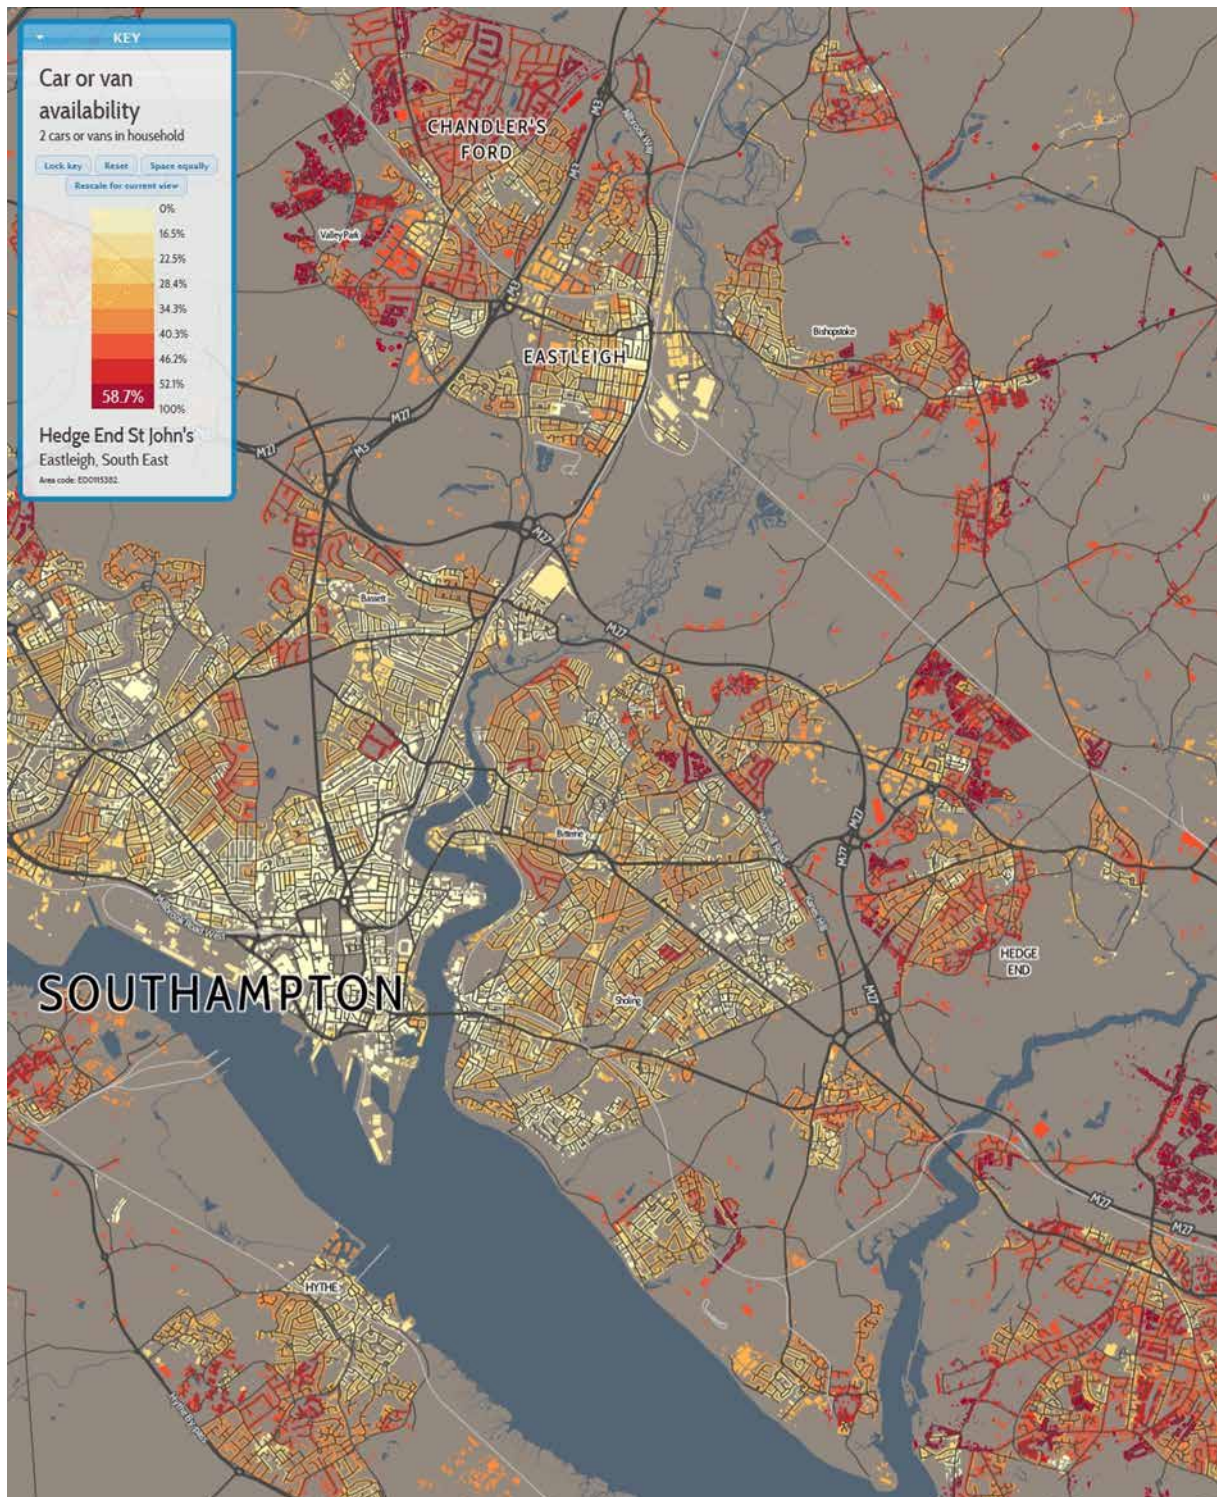 KEY
Car or van
availability
2 cars or vans in household
Lock key
Reset
Space equally
Rescale for current view
0%
16.5%
22.5%
28.4%
34.3%
40.3%
46.2%
52.1%
58.7%
100%
Hedge End St John's
Eastleigh, South East
M3
CHANDLER'S
FORD
M3
Valley Park
M3
Bishopstoke
EASTLEIGH
M27
M27
M27
Bassett
M27
M27
Bitterne
M27
HEDGE
END
SOUTHAMPTON
Sholing
M27
M27
M27
HYTHE